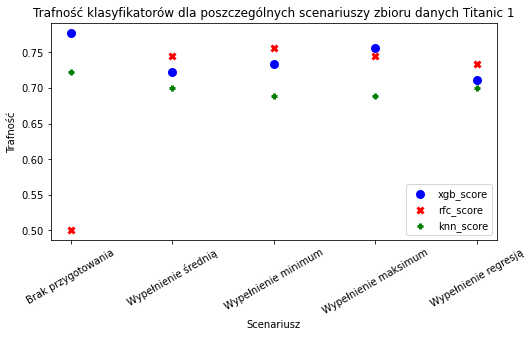 Trafność klasyfikatorów dla poszczególnych scenariuszy zbioru danych Titanic 1
Trafność
0.75
0.70
0.65
0.60
0.55
0.50
xgb_score
rfc_score
knn_score
Brak przygotowania
Wypełnienie średnią
Wypełnienie minimum
Wypełnienie maksimum
Wypełnienie regresją
Scenariusz